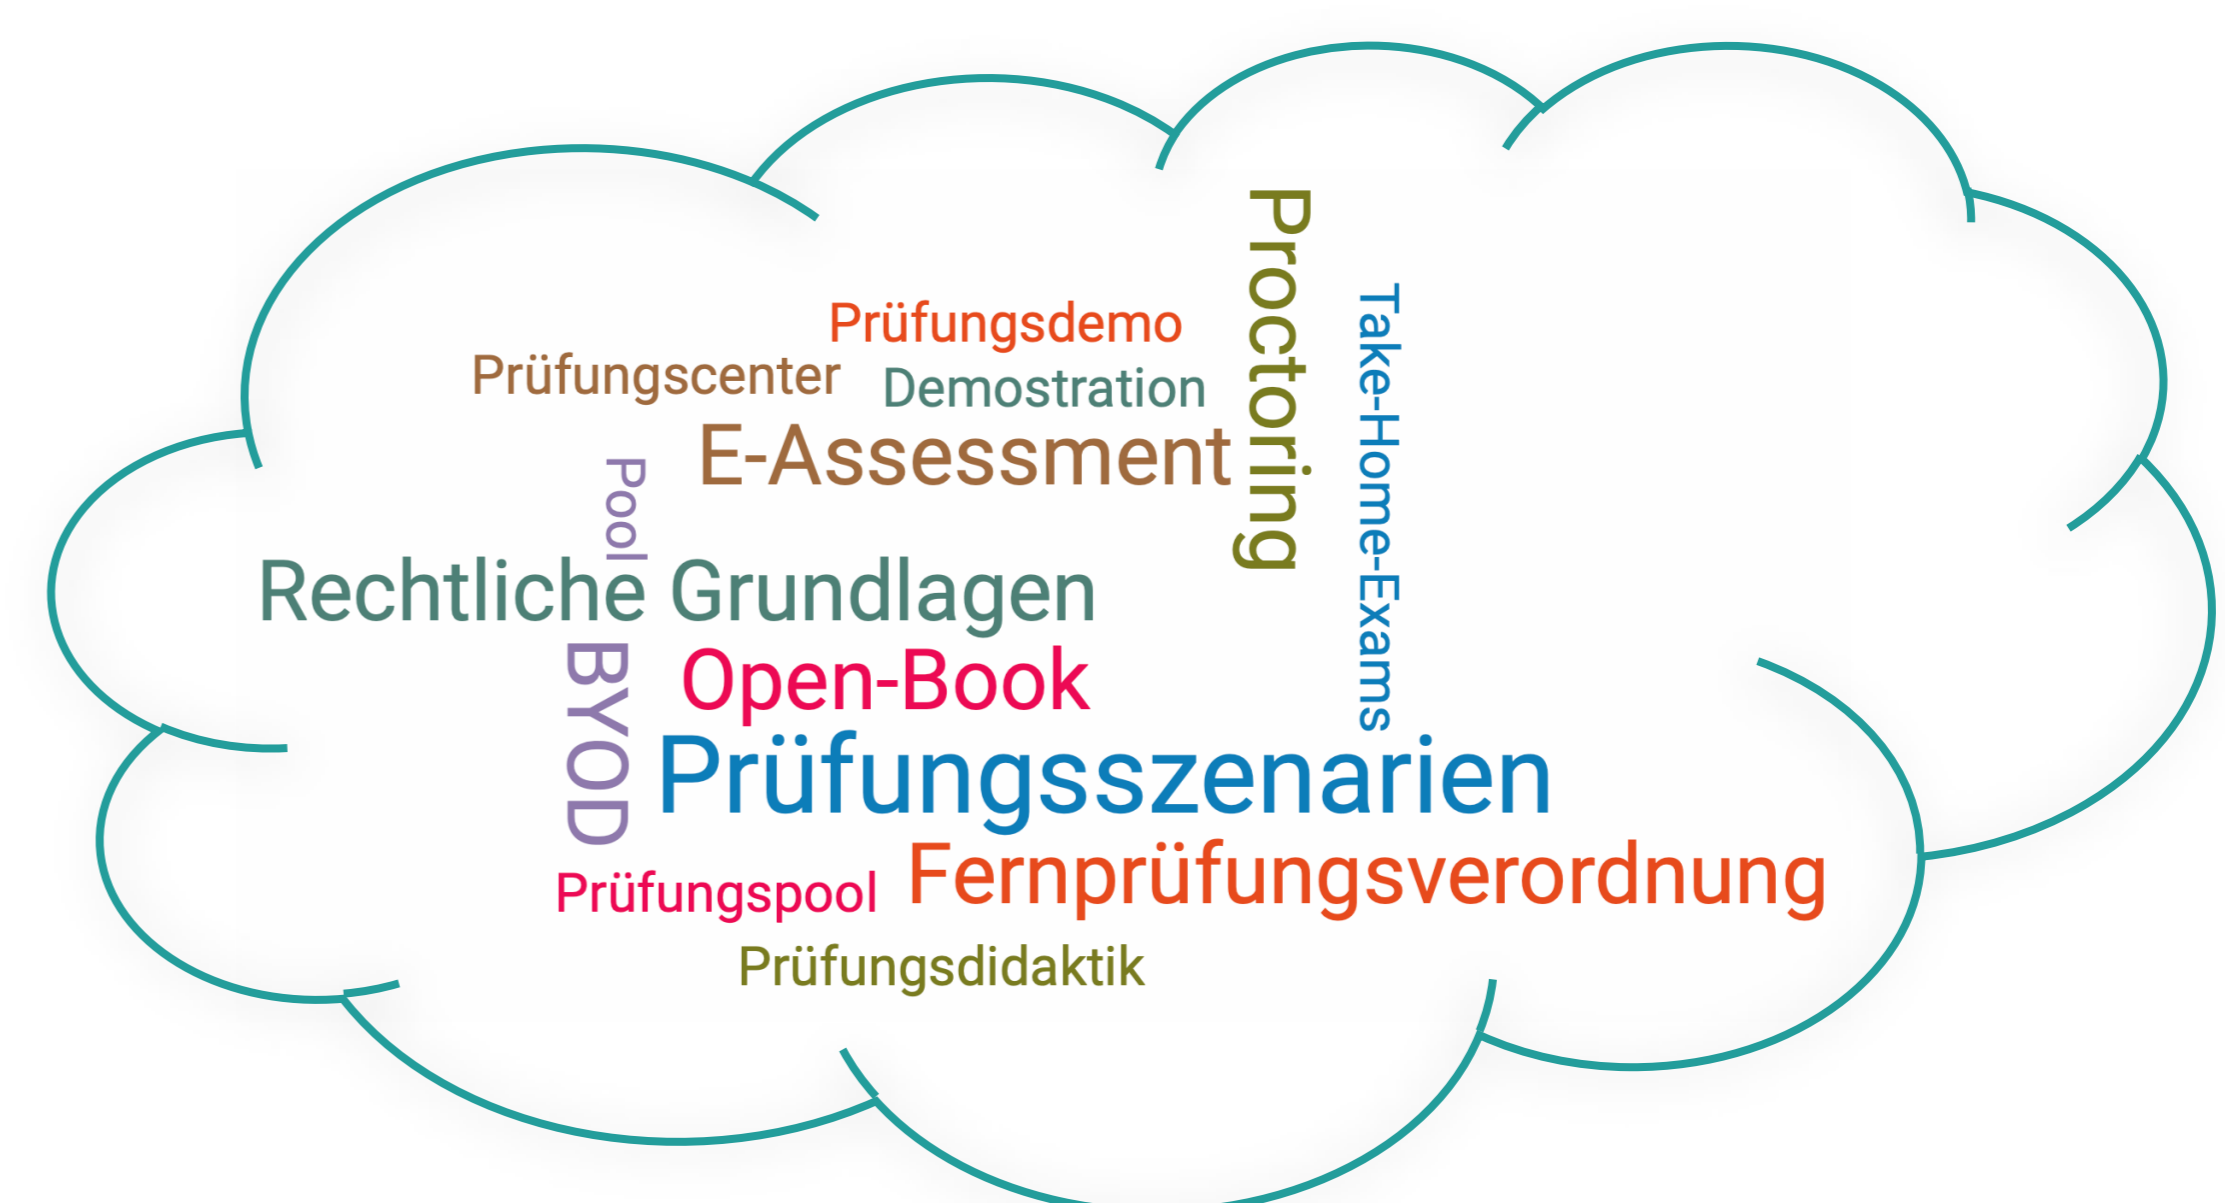 Proctoring
Take-Home-Exams
Prüfungsdemo
Prüfungscenter
Demostration
E-Assessment
Pool
Rechtliche Grundlagen
Open-Book
BYOD
Prüfungsszenarien
Fernprüfungsverordnung
Prüfungspool
Prüfungsdidaktik